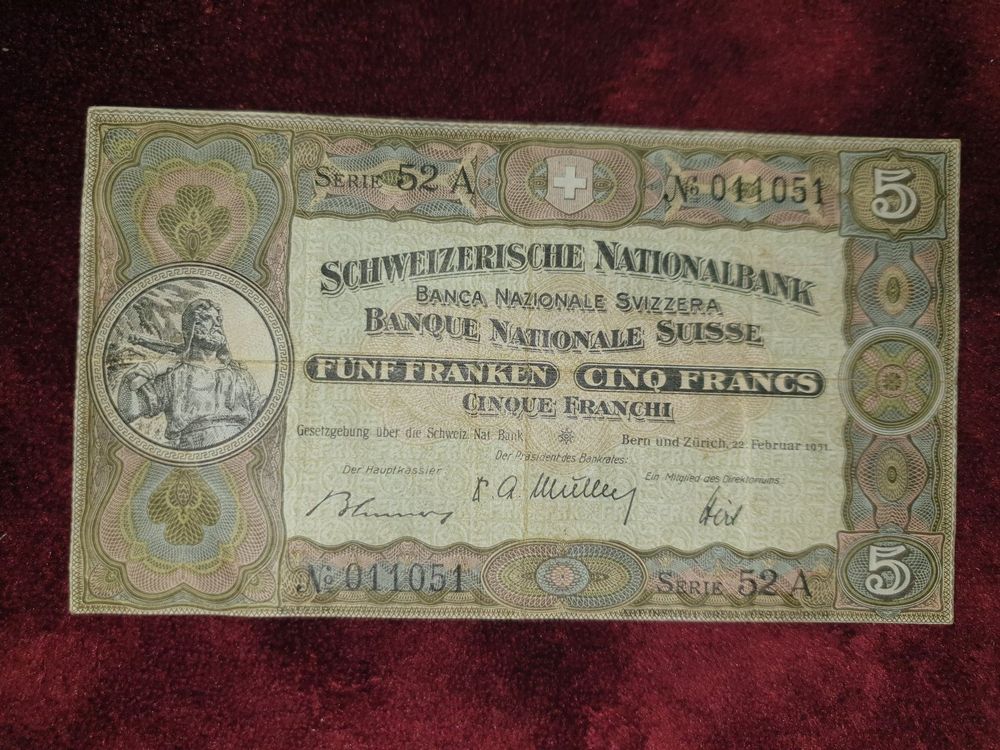 SERIE 52 A
№ 011051
5
SCHWEIZERISCHE NATIONALBANK
BANCA NAZIONALE SVIZZERA
BANQUE NATIONALE SUISSE
FÜNF FRANKEN CINQ FRANCS
CINQUE FRANCHI
Gesetzgebung über die Schweiz. Nat. Bank
Bern und Zürich, 22. Februar 1951.
Der Präsident des Bankrates:
Der Hauptkassier
Ein Mitglied des Direktoriums:
Müller
№ 011051
SERIE 52 A
5